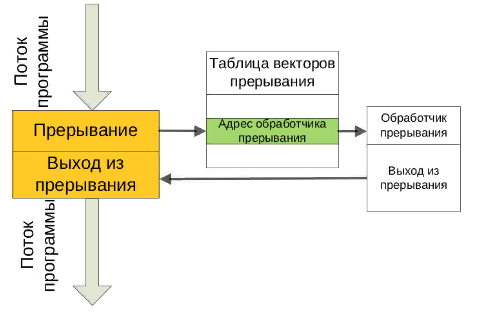 Поток
программы
Таблица векторов
прерывания
Прерывание
Адрес обработчика
прерывания
Обработчик
прерывания
Выход из
прерывания
Выход из
прерывания
Поток
программы